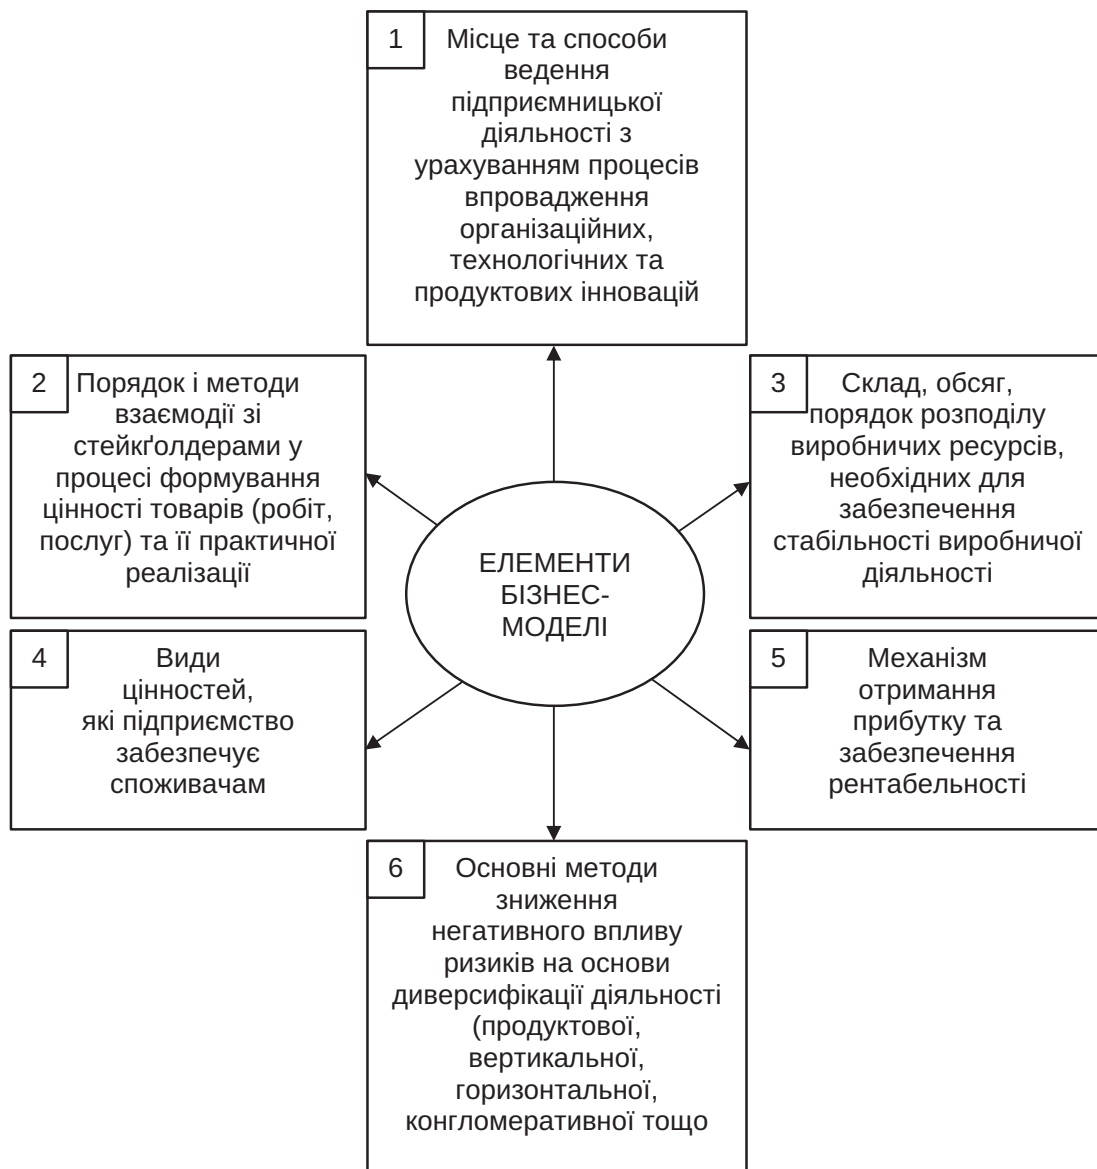 1
Місце та способи
ведення
підприємницької
діяльності з
урахуванням процесів
впровадження
організаційних,
технологічних та
продуктових інновацій
2
Порядок і методи
взаємодії зі
стейкґолдерами у
процесі формування
цінності товарів (робіт,
послуг) та її практичної
реалізації
3
Склад, обсяг,
порядок розподілу
виробничих ресурсів,
необхідних для
забезпечення
стабільності виробничої
діяльності
ЕЛЕМЕНТИ
БІЗНЕС-
МОДЕЛІ
4
Види
цінностей,
які підприємство
забезпечує
споживачам
5
Механізм
отримання
прибутку та
забезпечення
рентабельності
6
Основні методи
зниження
негативного впливу
ризиків на основи
диверсифікації діяльності
(продуктової,
вертикальної,
горизонтальної,
конгломеративної тощо